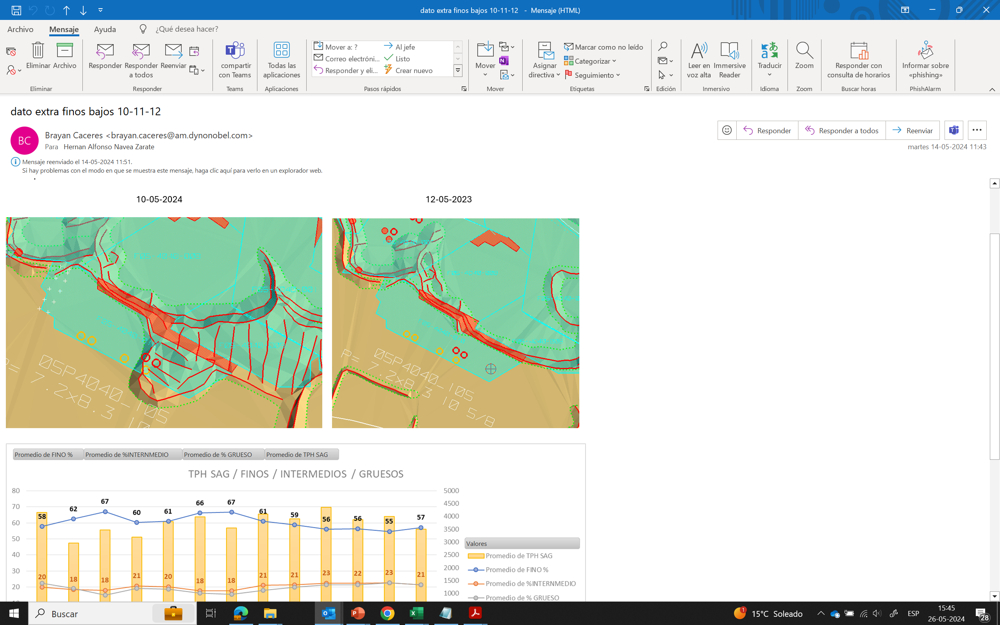 dato extra finos bajos 10-11-12  -  Mensaje (HTML)
Archivo Mensaje Ayuda ¿Qué desea hacer?
Eliminar Archivo
Responder Responder a todos Reenviar
compartir con Teams
Todas las aplicaciones
Mover a: ? Al jefe
Correo electróni... Listo
Responder y eli... Crear nuevo
Mover
Asignar directiva
Marcar como no leído
Categorizar
Seguimiento
Leer en voz alta
Immersive Reader
Traducir
Zoom
Responder con consulta de horarios
Informar sobre «phishing»
Eliminar Responder Teams Aplicaciones Pasos rápidos Mover Etiquetas Edición Inmersivo Idioma Zoom Buscar horas PhishAlarm
dato extra finos bajos 10-11-12
BC
Brayan Caceres <brayan.caceres@am.dynonobel.com>
Para Hernan Alfonso Navea Zarate
Responder Responder a todos Reenviar
martes 14-05-2024 11:43
Mensaje reenviado el 14-05-2024 11:51.
Si hay problemas con el modo en que se muestra este mensaje, haga clic aquí para verlo en un explorador web.
10-05-2024 12-05-2023
05P4040-105
7.2x8.3
P= 05P4040-105
7.2x8.3 10 5/8
Promedio de FINO % Promedio de %INTERNMEDIO Promedio de % GRUESO Promedio de TPH SAG
TPH SAG / FINOS / INTERMEDIOS / GRUESOS
80 70 60 50 40 30 20
58 62 67 60 61 66 67 61 59 56 56 55 57
20 18 18 21 20 18 18 21 21 23 22 23 21
5000 4500 4000 3500 3000 2500 2000 1500 1000
Valores
Promedio de TPH SAG
Promedio de FINO %
Promedio de %INTERNMEDIO
Promedio de % GRUESO
Buscar
1
15°C Soleado
ESP
15:45
26-05-2024
28